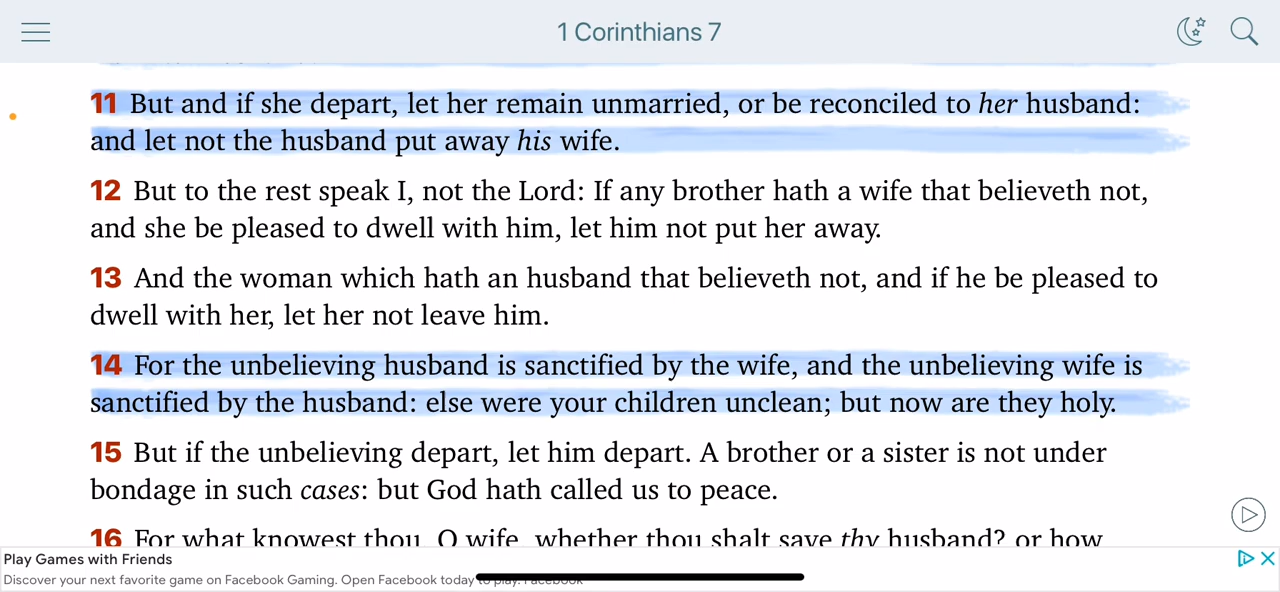 1 Corinthians 7
11 But and if she depart, let her remain unmarried, or be reconciled to her husband:
and let not the husband put away his wife.
12 But to the rest speak I, not the Lord: If any brother hath a wife that believeth not,
and she be pleased to dwell with him, let him not put her away.
13 And the woman which hath an husband that believeth not, and if he be pleased to
dwell with her, let her not leave him.
14 For the unbelieving husband is sanctified by the wife, and the unbelieving wife is
sanctified by the husband: else were your children unclean; but now are they holy.
15 But if the unbelieving depart, let him depart. A brother or a sister is not under
bondage in such cases: but God hath called us to peace.
16 For what knowest thou, O wife, whether thou shalt save thy husband? or how
Play Games with Friends
Discover your next favorite game on Facebook Gaming. Open Facebook today to play. Facebook